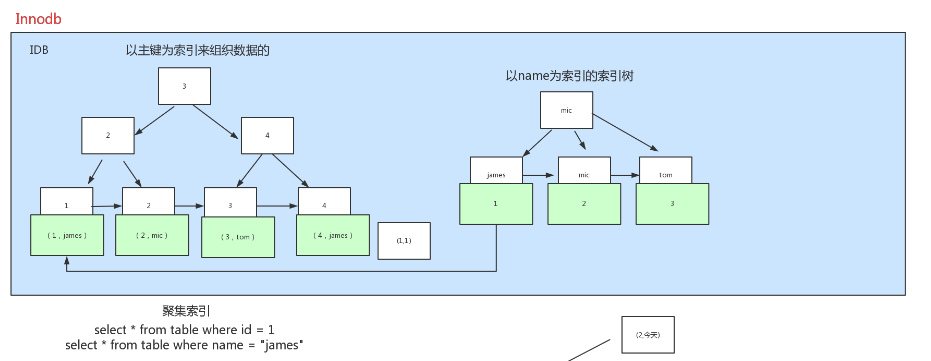 Innodb
IDB
以主键为索引来组织数据的
以name为索引的索引树
3
mic
2
4
james
mic
tom
1
2
3
1
2
3
4
( 1 , james )
( 2 , mic )
( 3 , tom )
( 4 , james )
(1,1)
聚集索引
select * from table where id = 1
select * from table where name = "james"
(2,今天)